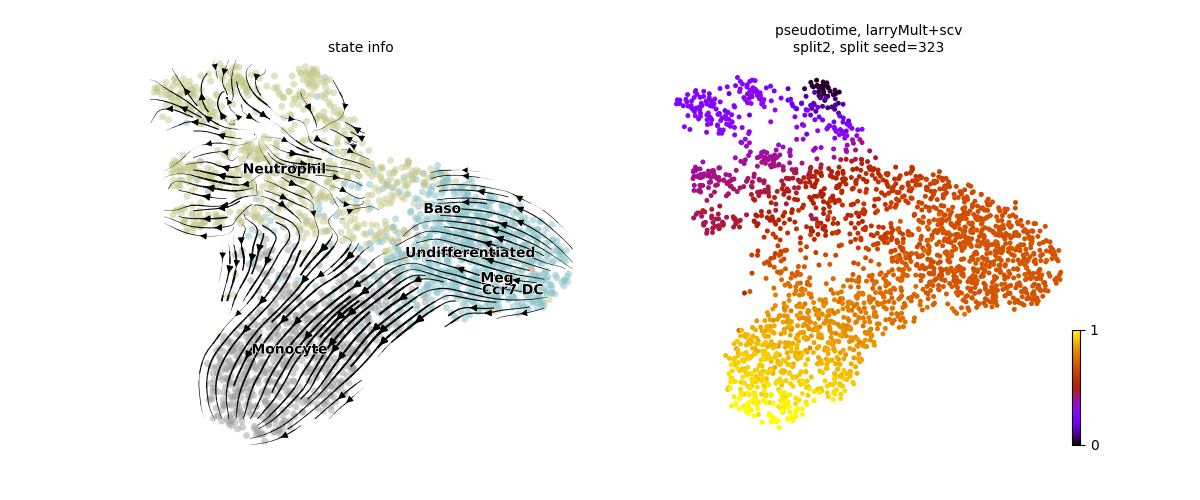 state info
Neutrophil
Baso
Undifferentiated
Meg
Ccr7 DC
Monocyte
pseudotime, larryMult+scv
split2, split seed=323
1
0